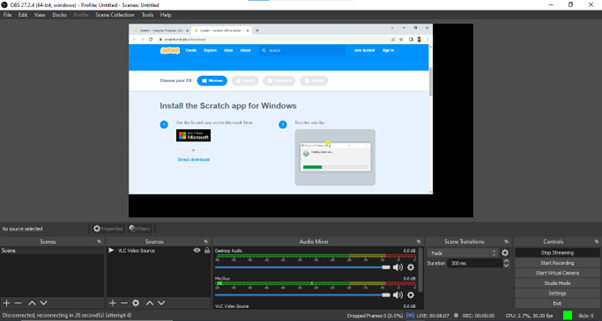 OBS 27.2.4 (64-bit, windows) - Profile: Untitled - Scenes: Untitled
File Edit View Docks Profile Scene Collection Tools Help
SCRATCH Create Explore Ideas About Search Join Scratch Sign in
Choose your OS: Windows
Install the Scratch app for Windows
1 Get the Scratch app on the Microsoft Store
2 Run the .exe file.
Microsoft
or
Direct download
No source selected Properties Filters
Scenes Sources Audio Mixer Scene Transitions Controls
Scene VLC Video Source Desktop Audio 0.0 dB Fade Stop Streaming
Duration 300 ms Start Recording
Mic/Aux 0.0 dB Start Virtual Camera
Studio Mode
Settings
VLC Video Source 0.0 dB Exit
Disconnected, reconnecting in 20 second(s) (attempt 4) Dropped Frames 0 (0.0%) LIVE: 00:08:07 REC: 00:00:00 CPU: 2.7%, 30.00 fps